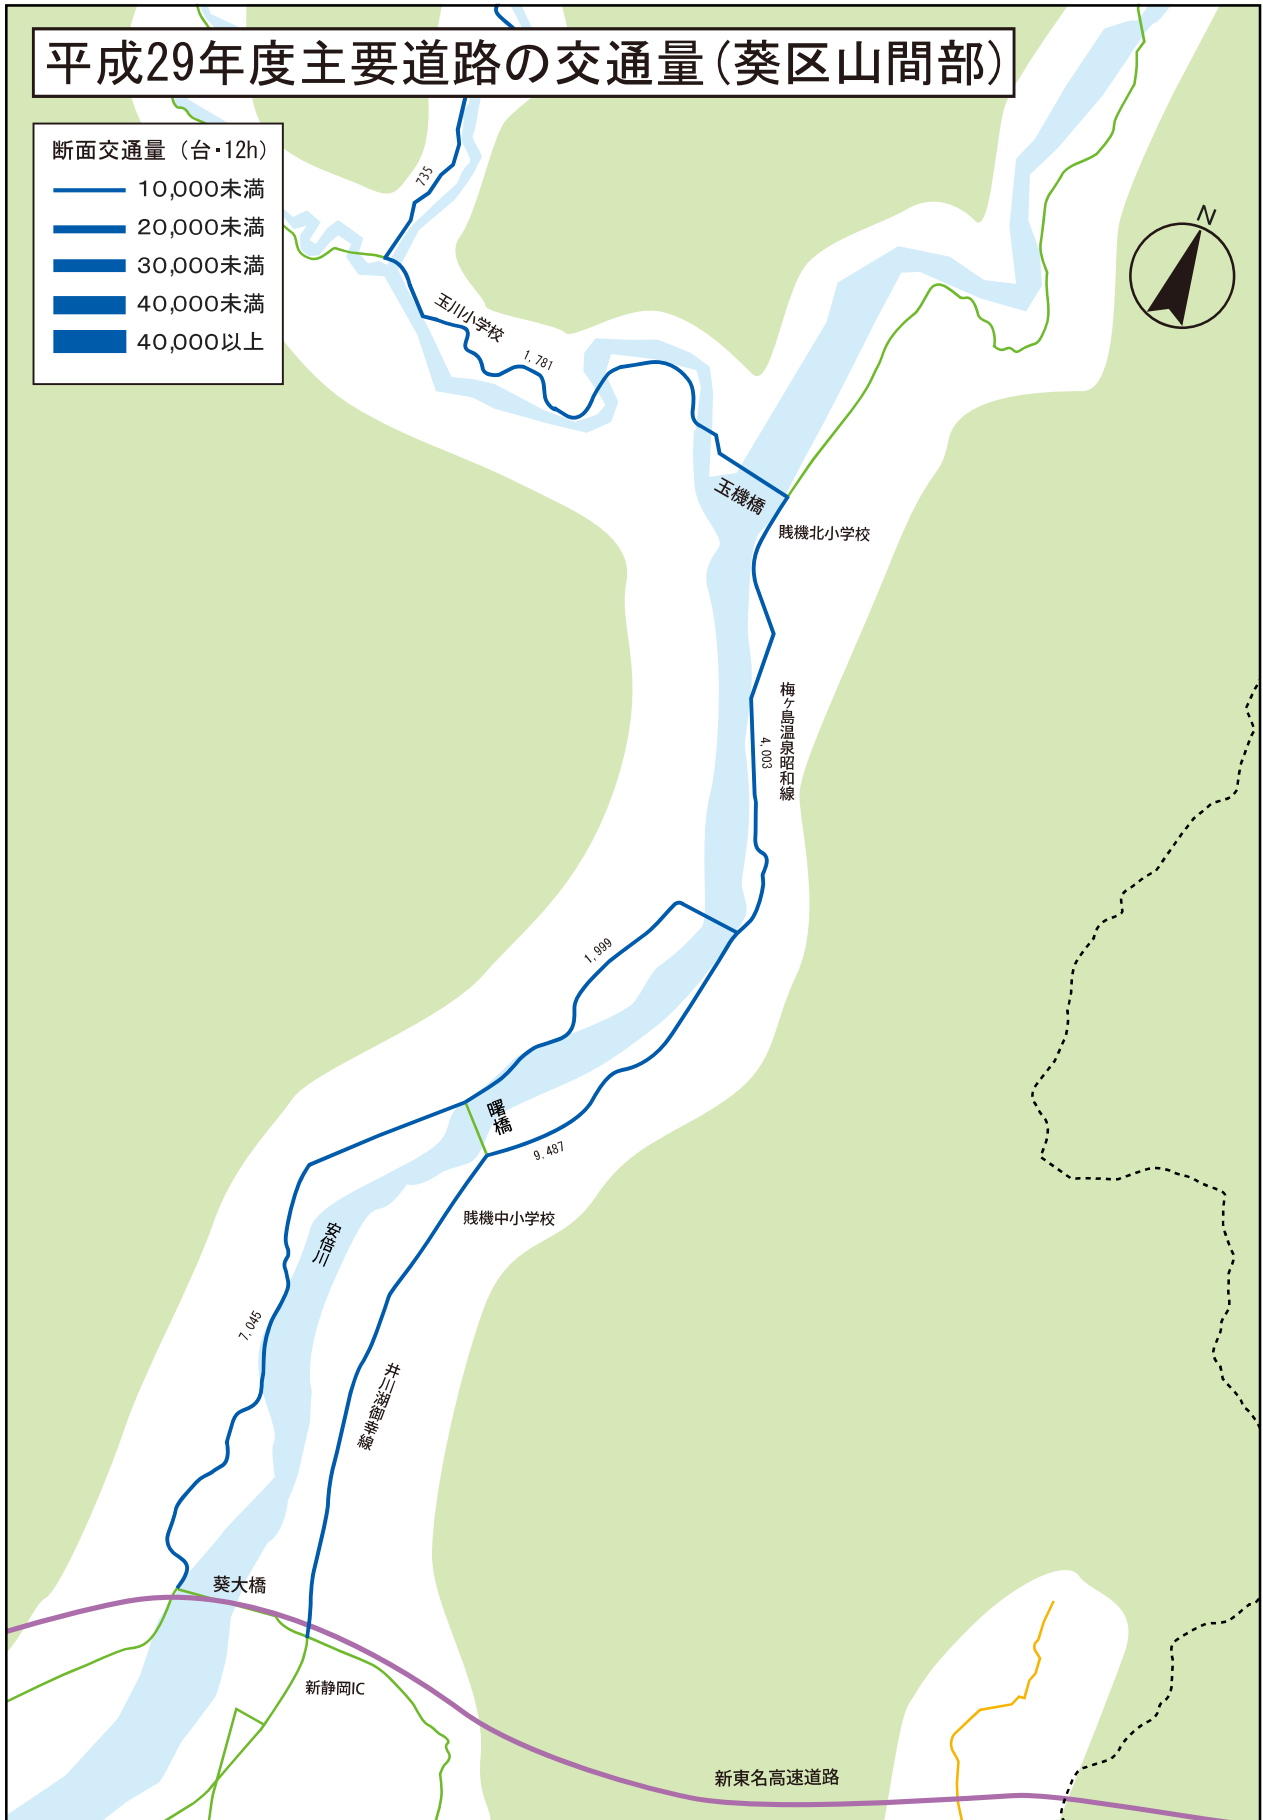 平成29年度主要道路の交通量(葵区山間部)
断面交通量（台・12h）
10,000未満
20,000未満
30,000未満
40,000未満
40,000以上
N
735
玉川小学校
1,781
玉機橋
賎機北小学校
梅ヶ島温泉昭和線
4,003
1,999
曙橋
9.487
賎機中小学校
安倍川
7.045
井川湖御幸線
葵大橋
新静岡IC
新東名高速道路